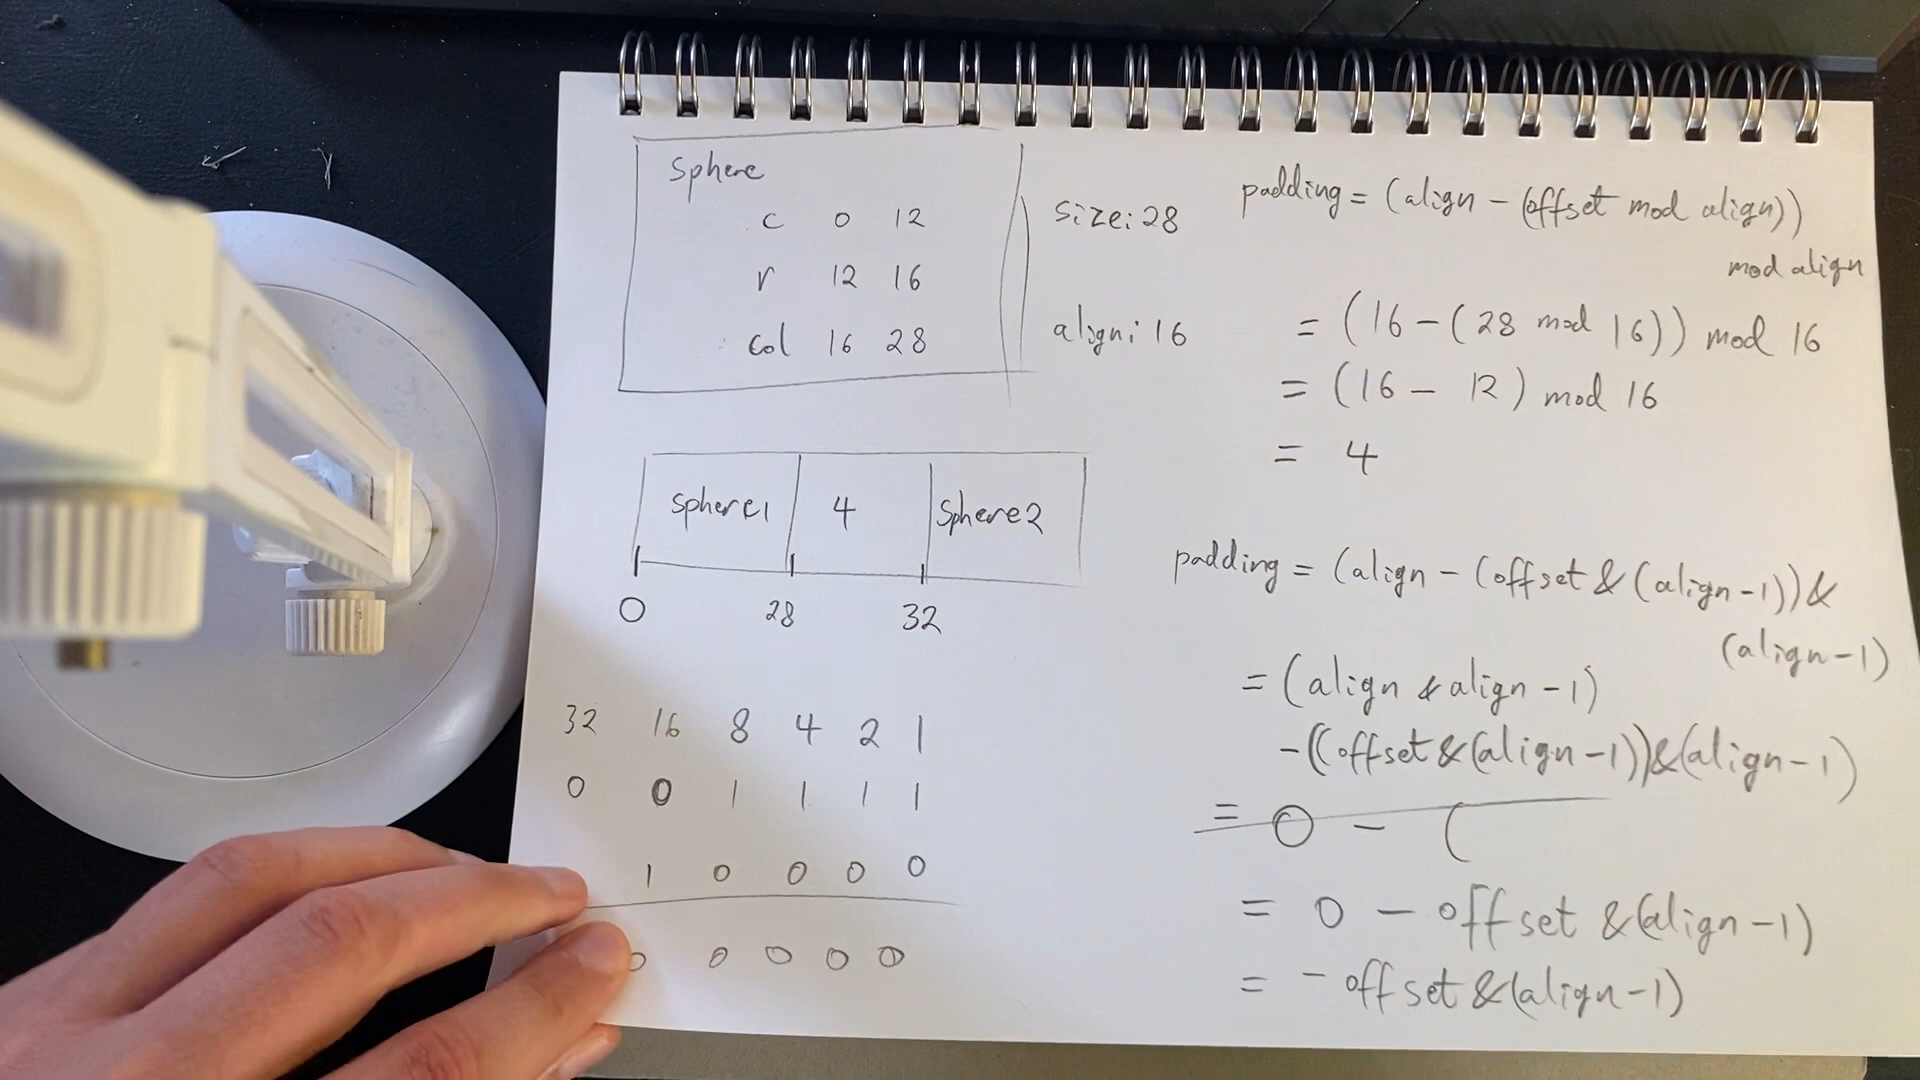 Sphere
c 0 12
r 12 16
col 16 28
size: 28
align: 16
sphere1 4 sphere2
0 28 32
32 16 8 4 2 1
0 0 1 1 1 1
1 0 0 0 0
0 0 0 0 0
padding = (align - (offset mod align))
mod align
= (16 - (28 mod 16)) mod 16
= (16 - 12) mod 16
= 4
padding = (align - (offset & (align - 1)) &
(align - 1)
= (align & align - 1)
- ((offset & (align - 1)) & (align - 1)
= 0 - (
= 0 - offset & (align - 1)
= - offset & (align - 1)